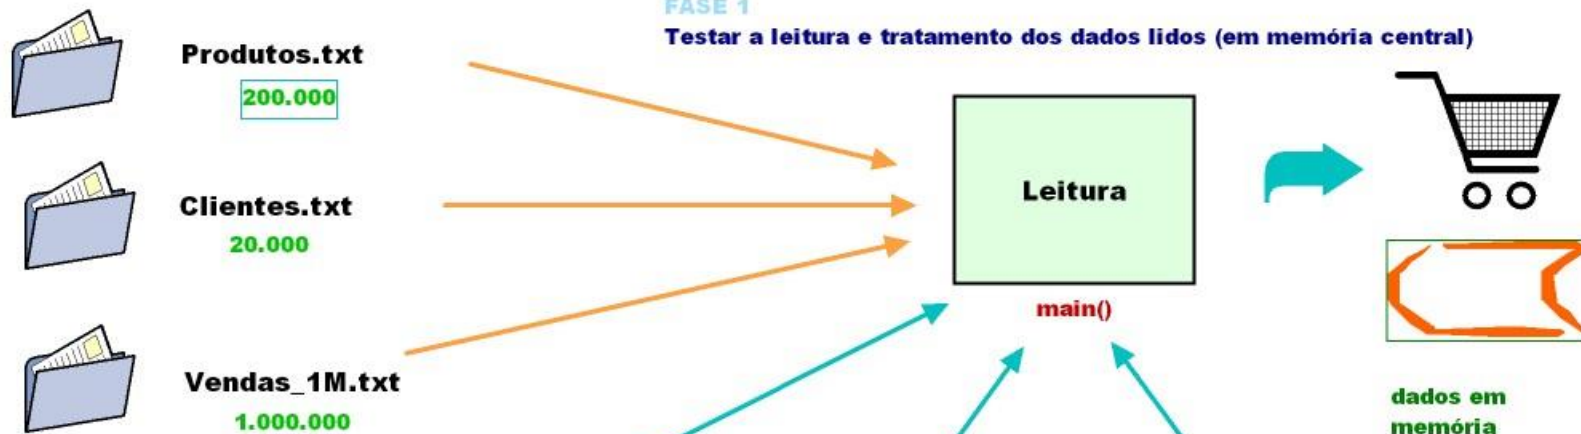 FASE 1
Testar a leitura e tratamento dos dados lidos (em memória central)
Produtos.txt
200.000
Clientes.txt
20.000
Vendas_1M.txt
1.000.000
Leitura
main()
dados em
memória